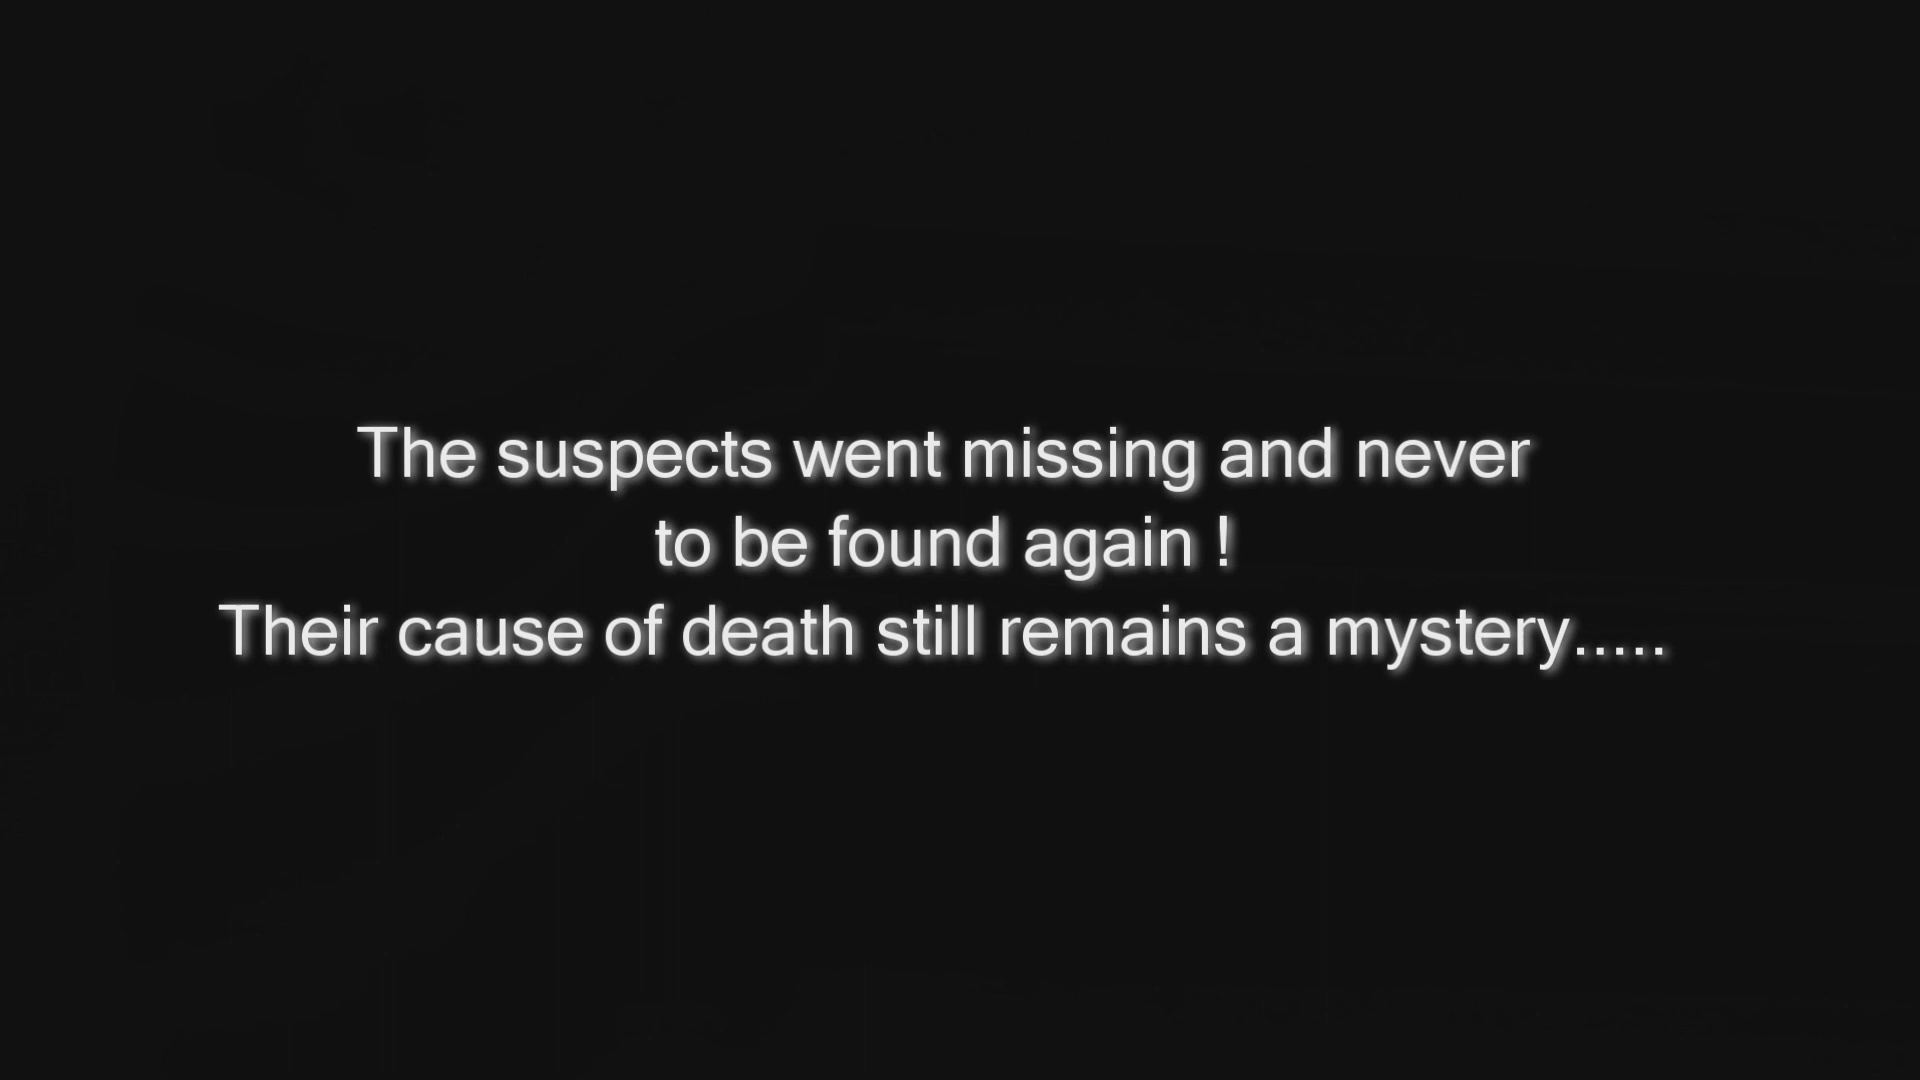 The suspects went missing and never
to be found again !
Their cause of death still remains a mystery.....